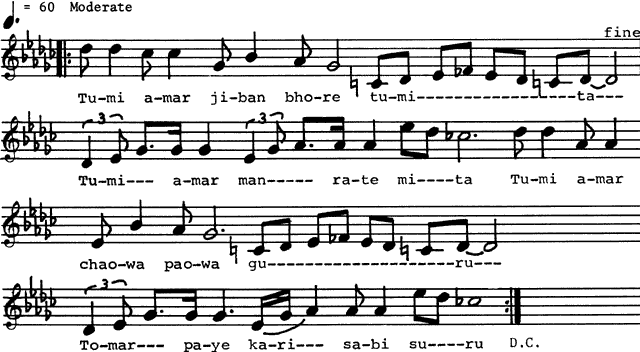 = 60 Moderate
fine
Tu-mi a-mar ji-ban bho-re tu-mi-----------------ta---
3 3
Tu-mi--- a-mar man----- ra-te mi----ta Tu-mi a-mar
chao-wa pao-wa gu--------------------ru---
3
To-mar--- pa-ye ka-ri--- sa-bi su----ru D.C.